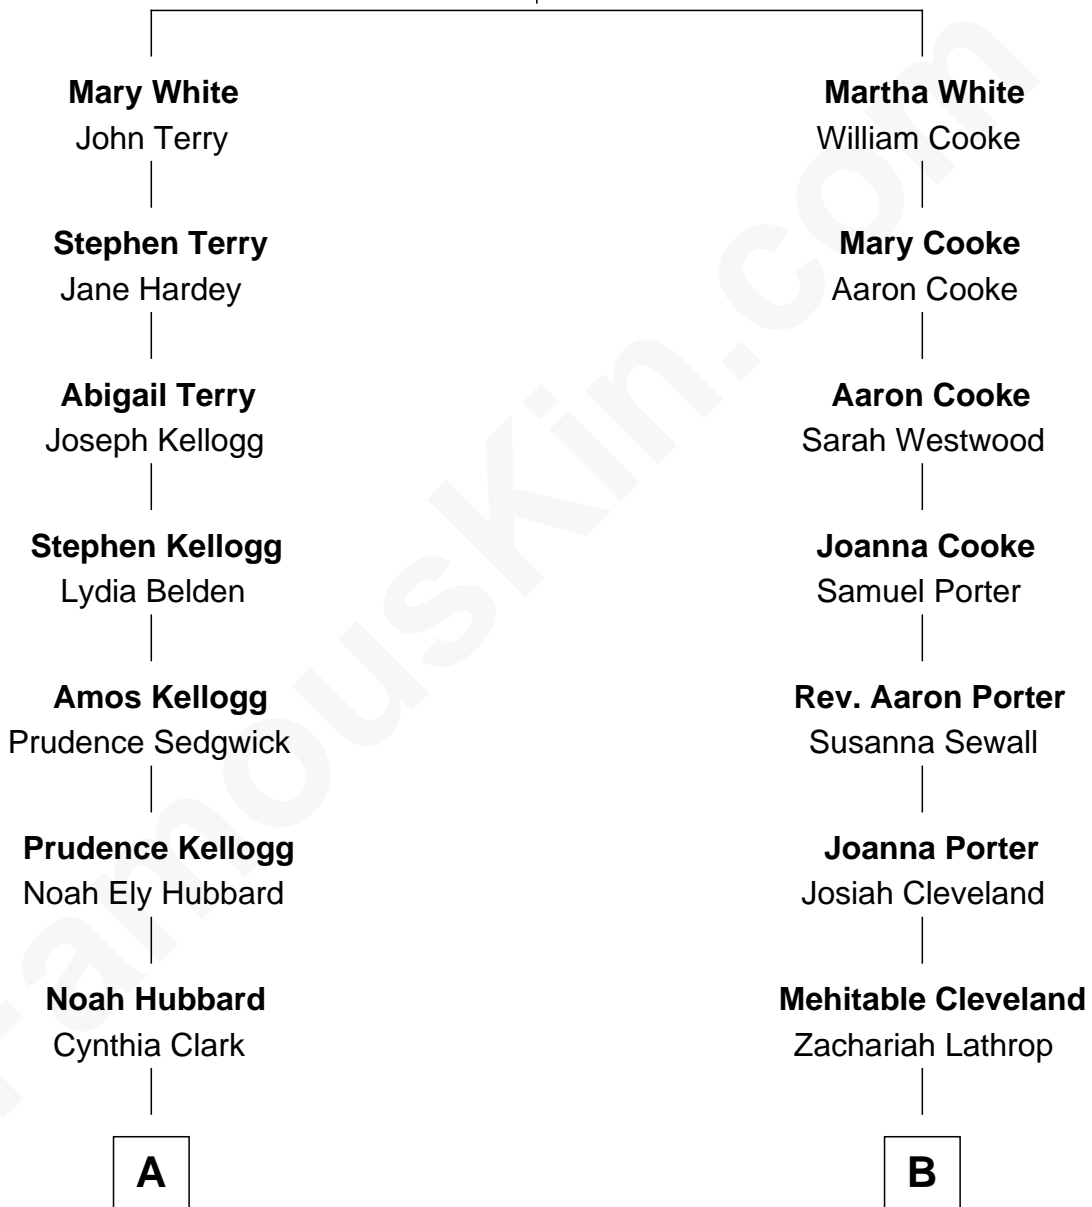 Mary White
John Terry
Stephen Terry
Jane Hardey
Abigail Terry
Joseph Kellogg
Stephen Kellogg
Lydia Belden
Amos Kellogg
Prudence Sedgwick
Prudence Kellogg
Noah Ely Hubbard
Noah Hubbard
Cynthia Clark
A
Martha White
William Cooke
Mary Cooke
Aaron Cooke
Aaron Cooke
Sarah Westwood
Joanna Cooke
Samuel Porter
Rev. Aaron Porter
Susanna Sewall
Joanna Porter
Josiah Cleveland
Mehitable Cleveland
Zachariah Lathrop
B
FamousKin.com